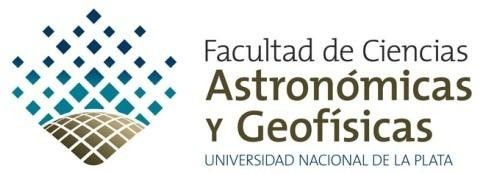 Facultad de Ciencias
Astronómicas
y Geofísicas
UNIVERSIDAD NACIONAL DE LA PLATA